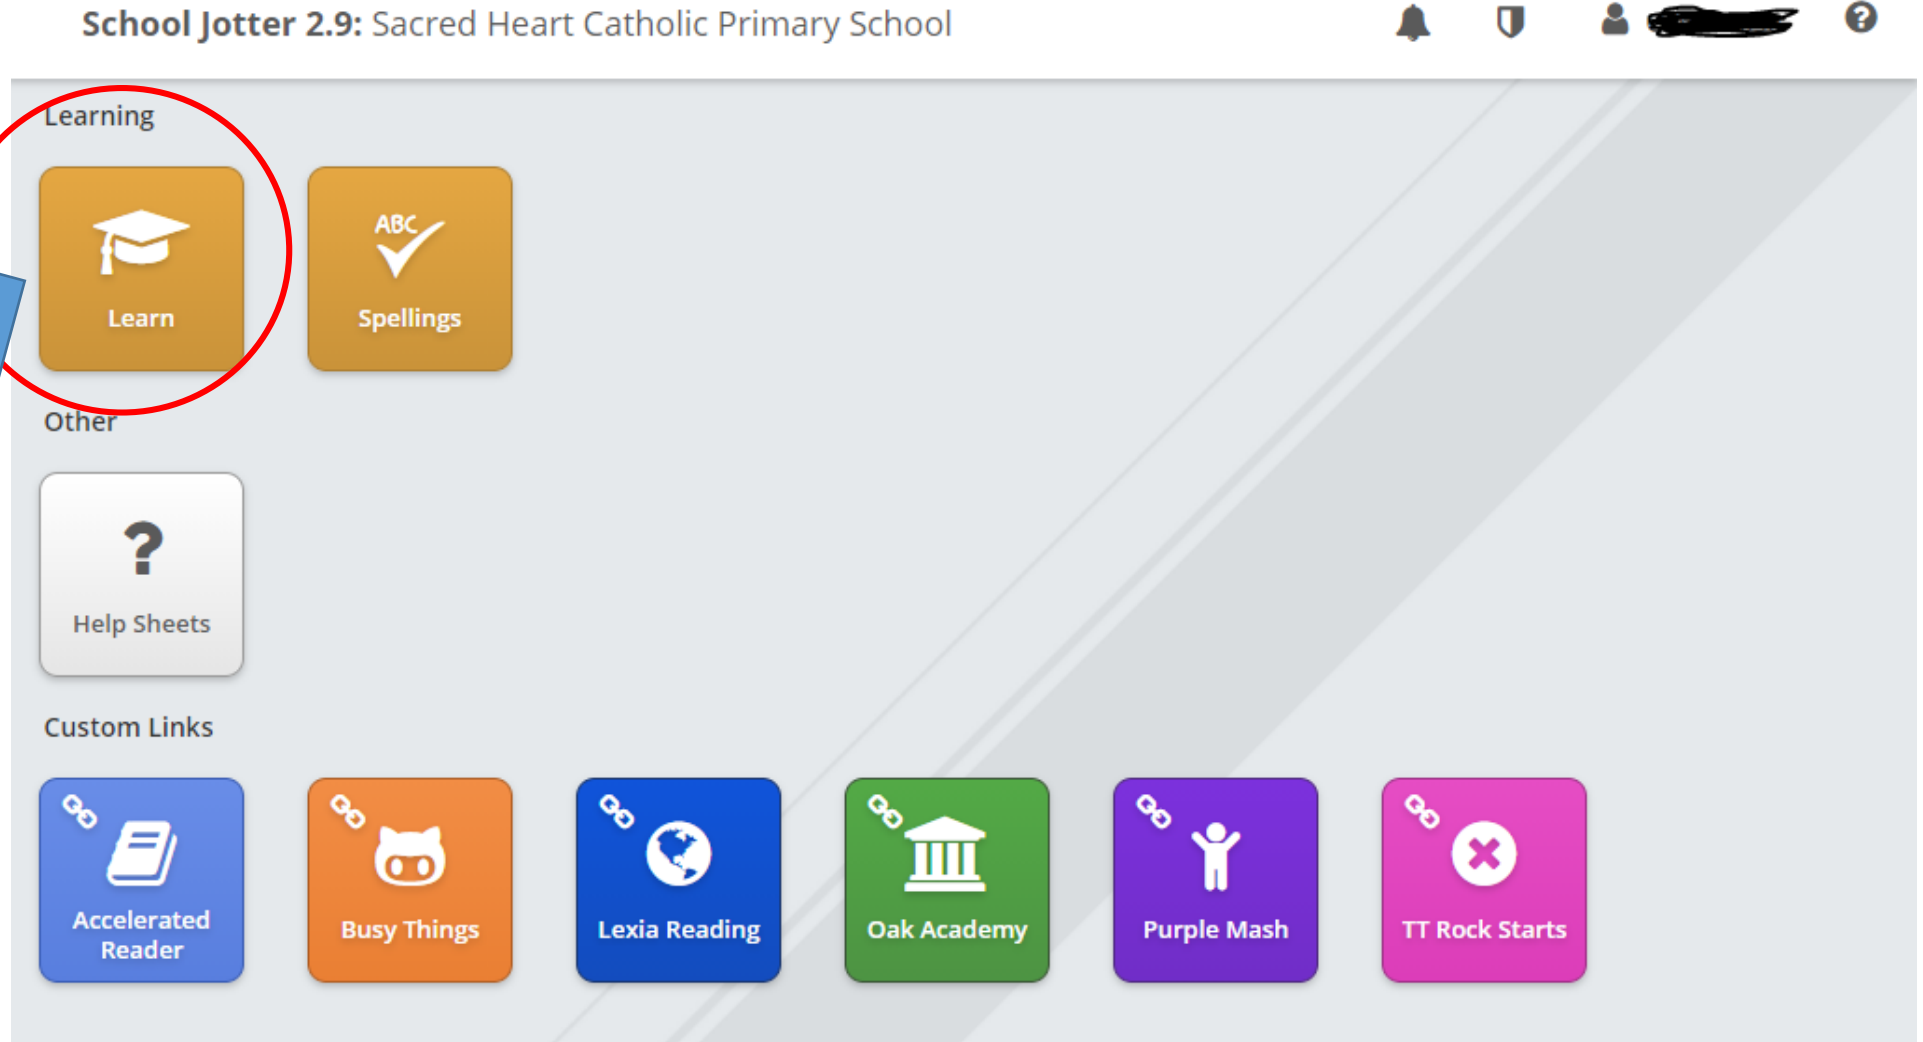 School Jotter 2.9: Sacred Heart Catholic Primary School
Learning
Learn
ABC
Spellings
Other
?
Help Sheets
Custom Links
Accelerated
Reader
Busy Things
Lexia Reading
Oak Academy
Purple Mash
TT Rock Starts